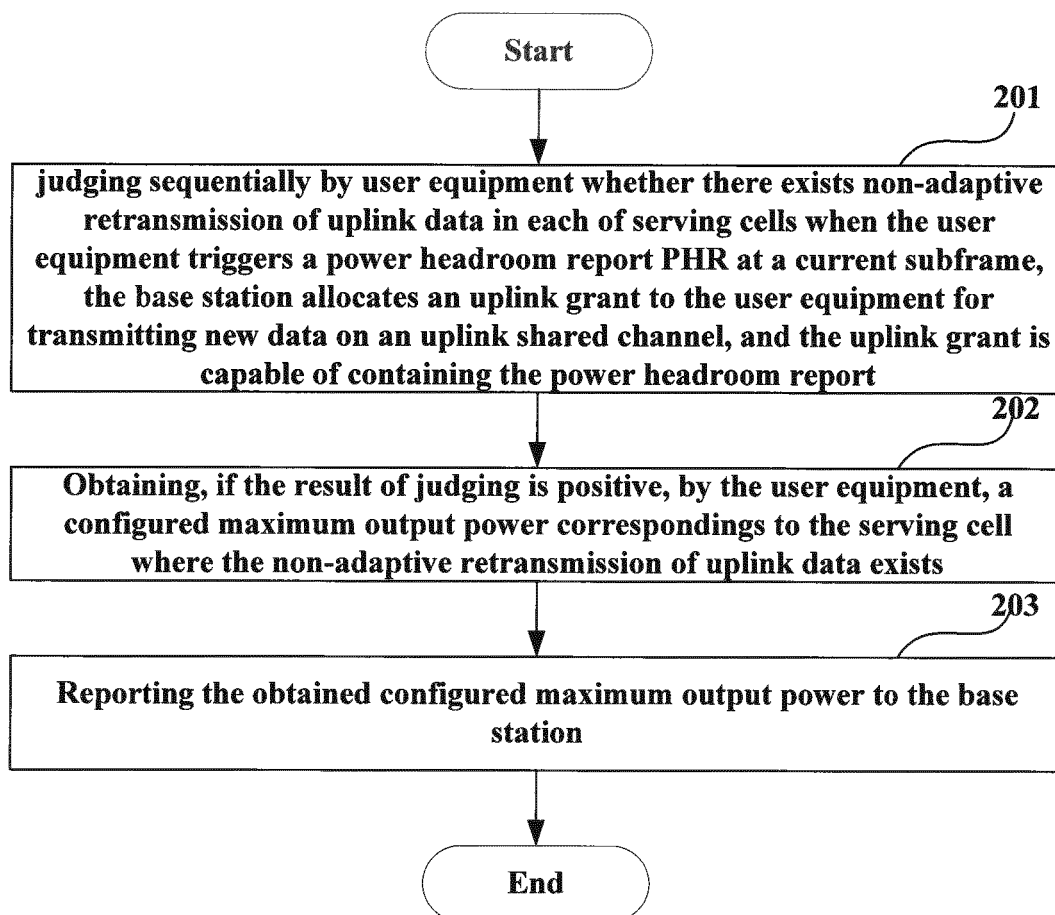 Start
201
judging sequentially by user equipment whether there exists non-adaptive
retransmission of uplink data in each of serving cells when the user
equipment triggers a power headroom report PHR at a current subframe,
the base station allocates an uplink grant to the user equipment for
transmitting new data on an uplink shared channel, and the uplink grant is
capable of containing the power headroom report
202
Obtaining, if the result of judging is positive, by the user equipment, a
configured maximum output power correspondings to the serving cell
where the non-adaptive retransmission of uplink data exists
203
Reporting the obtained configured maximum output power to the base
station
End